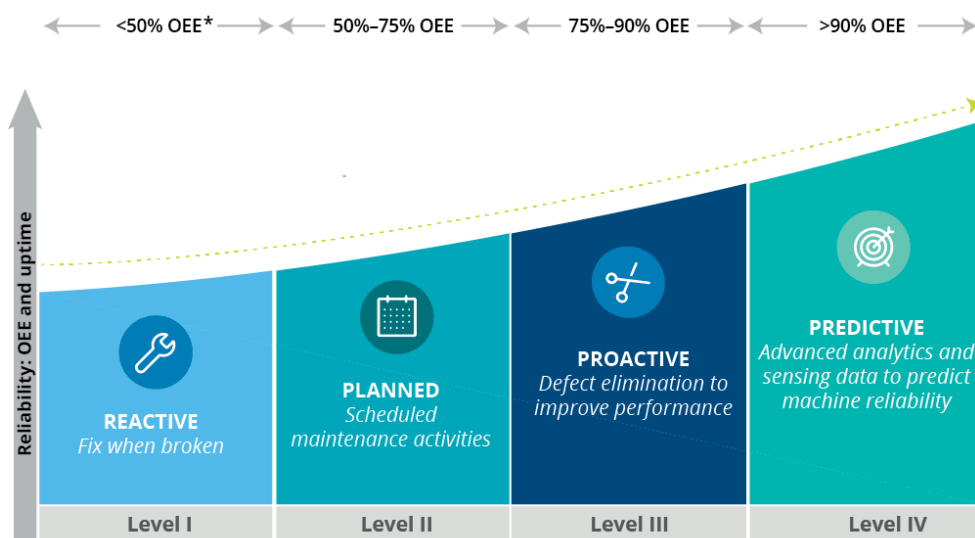 <50% OEE*
50%–75% OEE
75%–90% OEE
>90% OEE
Reliability: OEE and uptime
REACTIVE
Fix when broken
PLANNED
Scheduled
maintenance activities
PROACTIVE
Defect elimination to
improve performance
PREDICTIVE
Advanced analytics and
sensing data to predict
machine reliability
Level I
Level II
Level III
Level IV